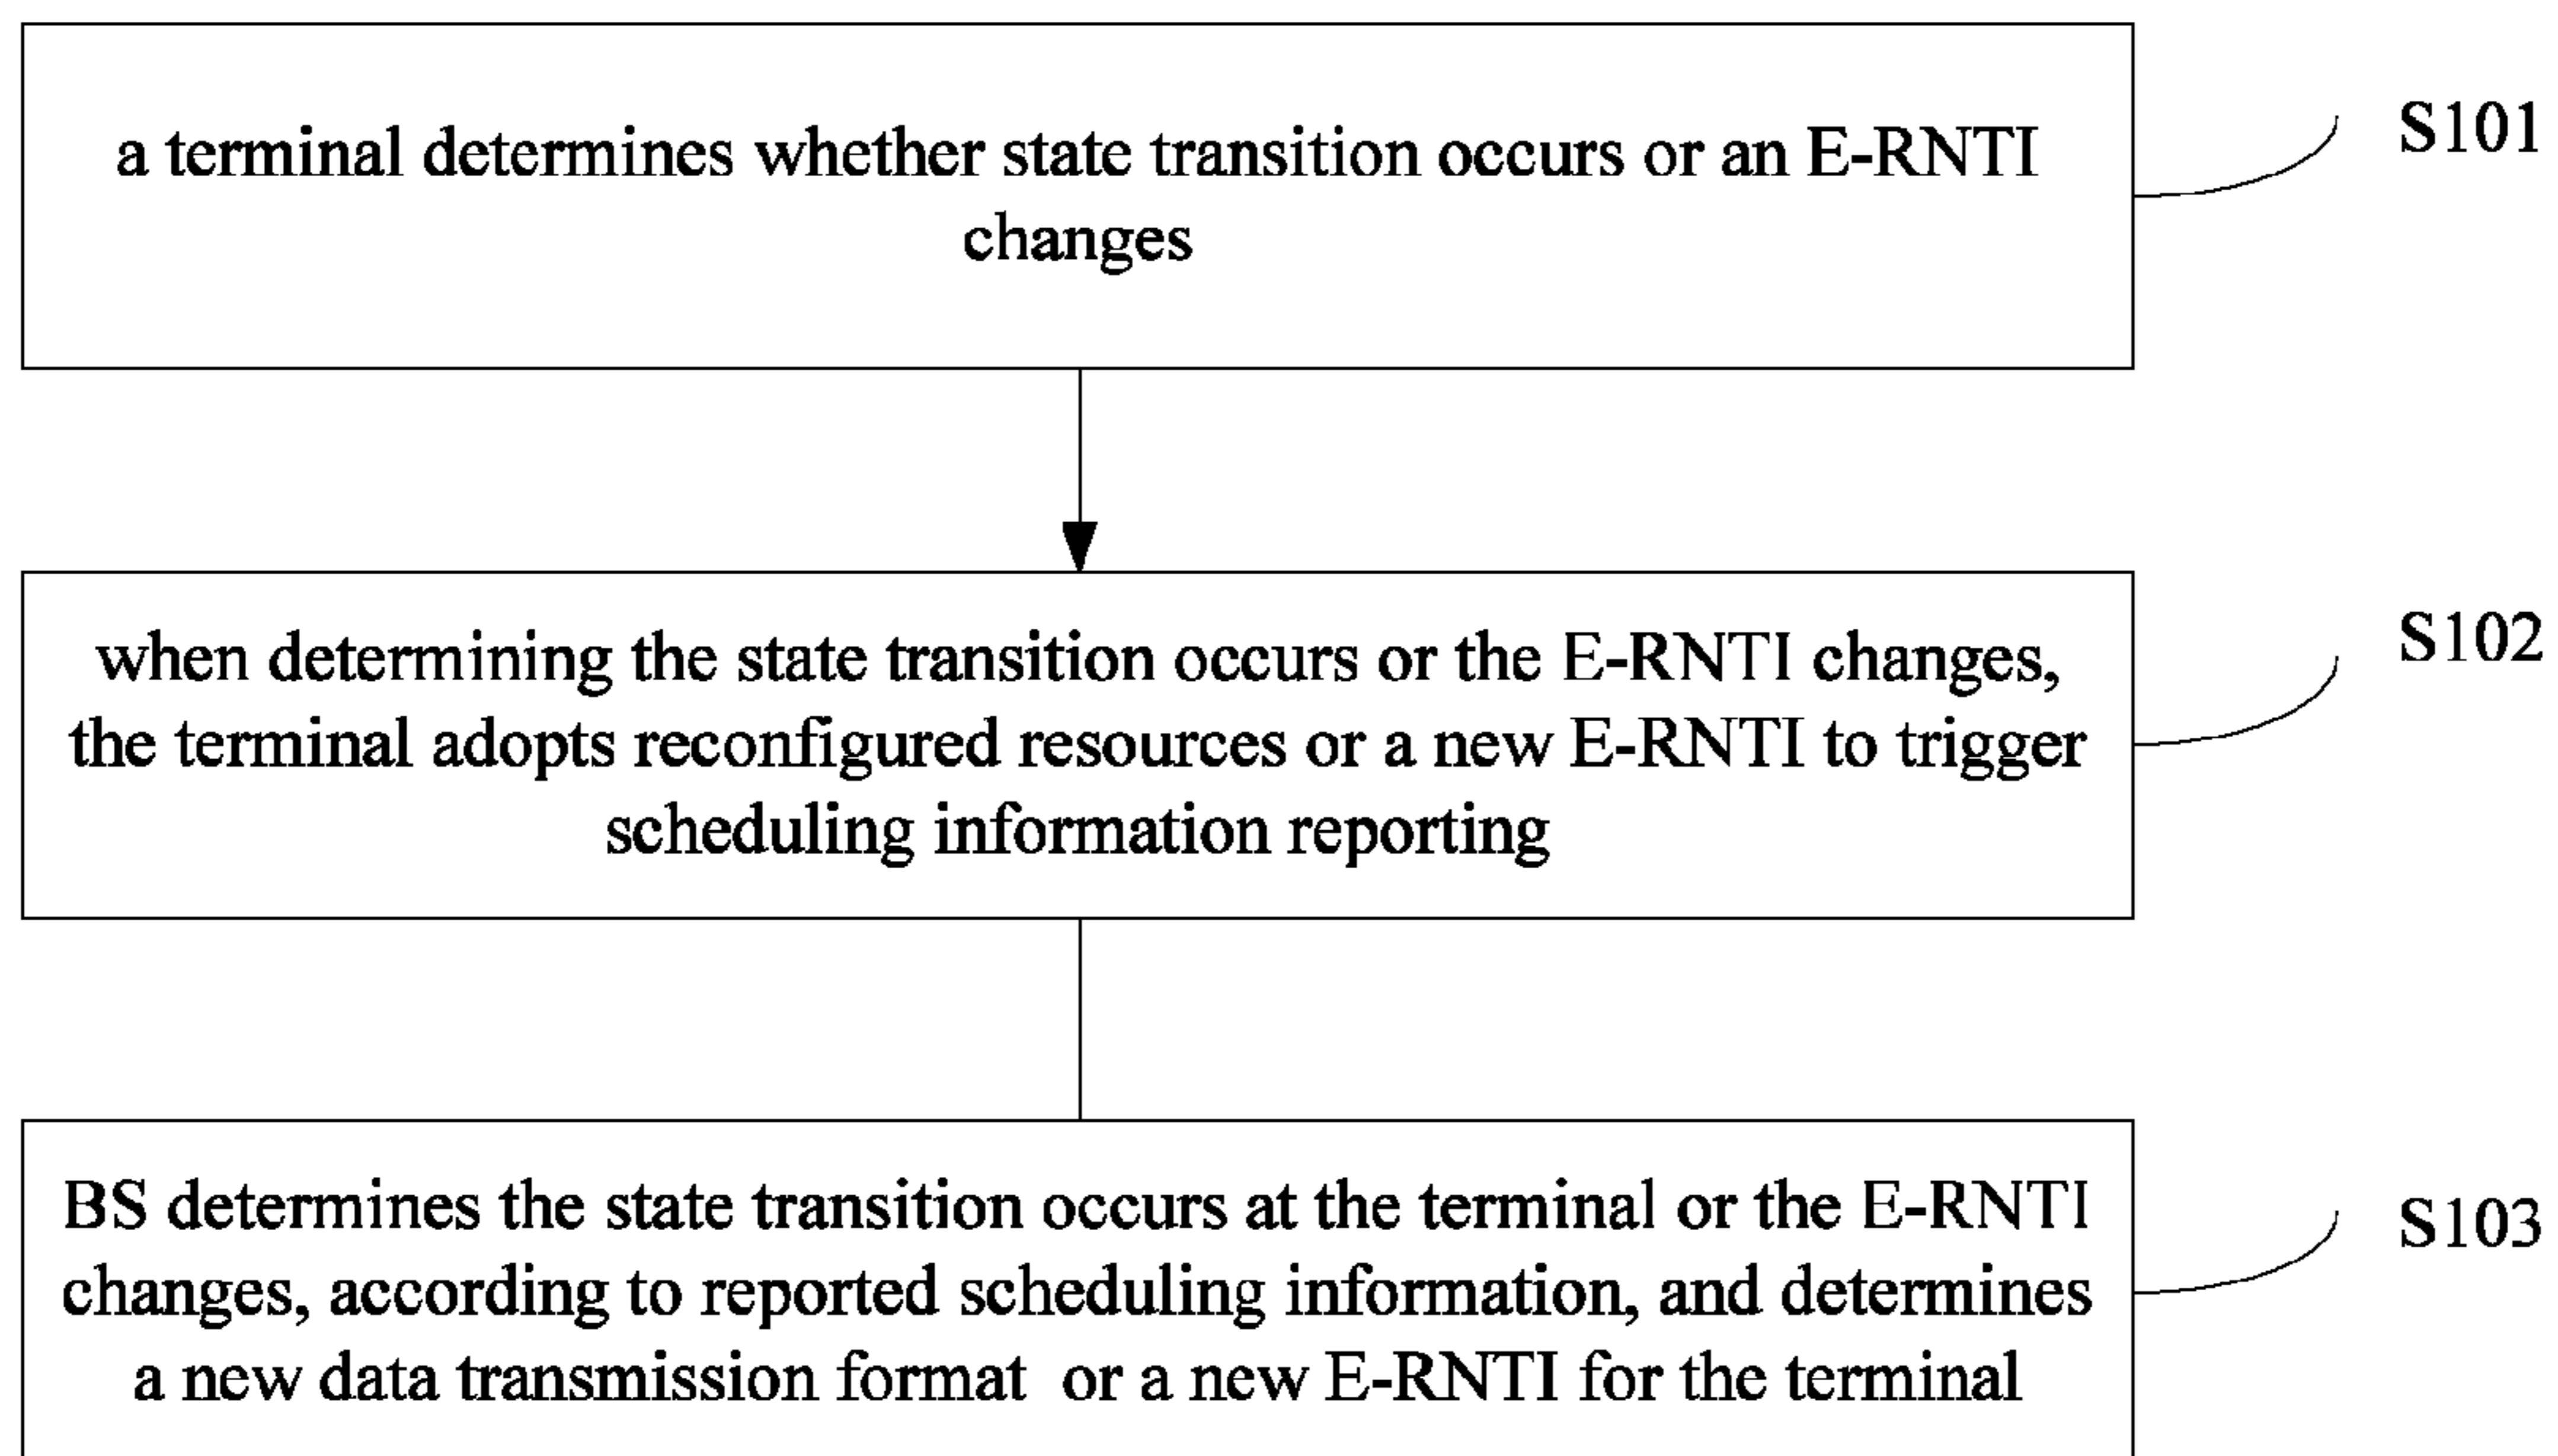 a terminal determines whether state transition occurs or an E-RNTI
changes
S101
when determining the state transition occurs or the E-RNTI changes,
the terminal adopts reconfigured resources or a new E-RNTI to trigger
scheduling information reporting
S102
BS determines the state transition occurs at the terminal or the E-RNTI
changes, according to reported scheduling information, and determines
a new data transmission format or a new E-RNTI for the terminal
S103